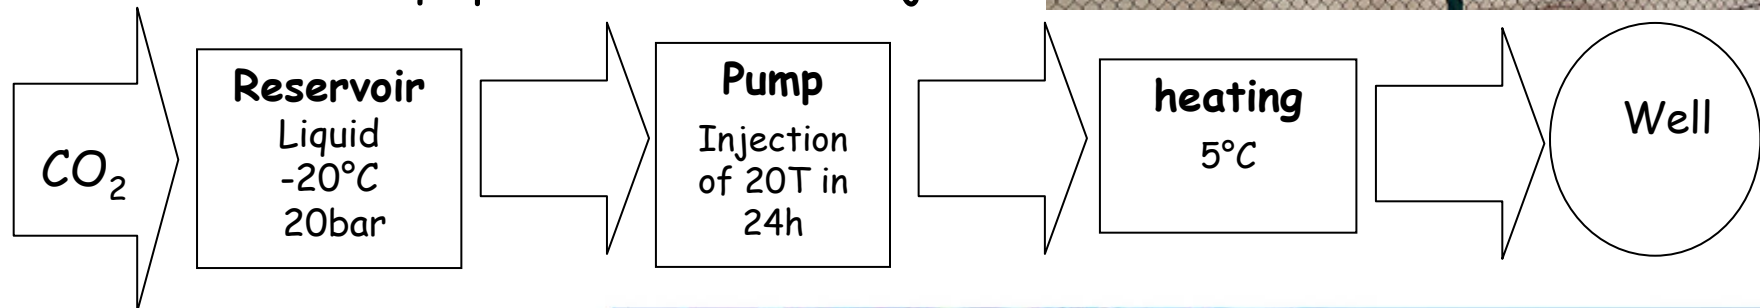 CO₂
Reservoir
Liquid
-20°C
20bar
Pump
Injection
of 20T in
24h
heating
5°C
Well